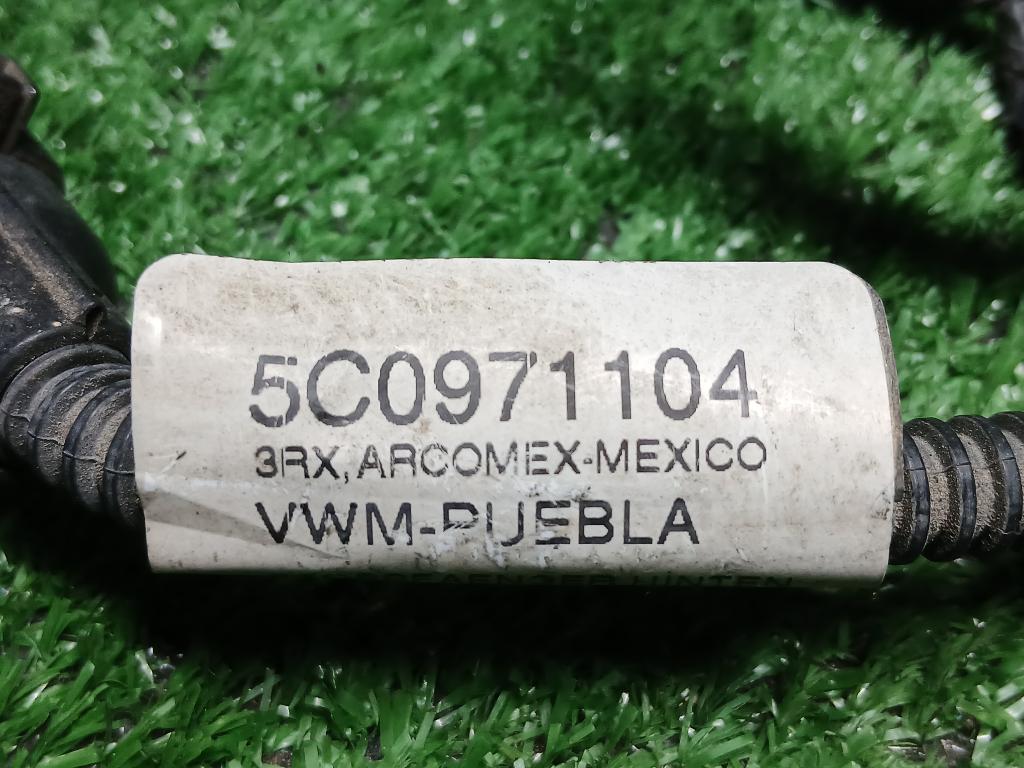 5C0971104
3RX, ARCOMEX-MEXICO
VWM-PUEBLA